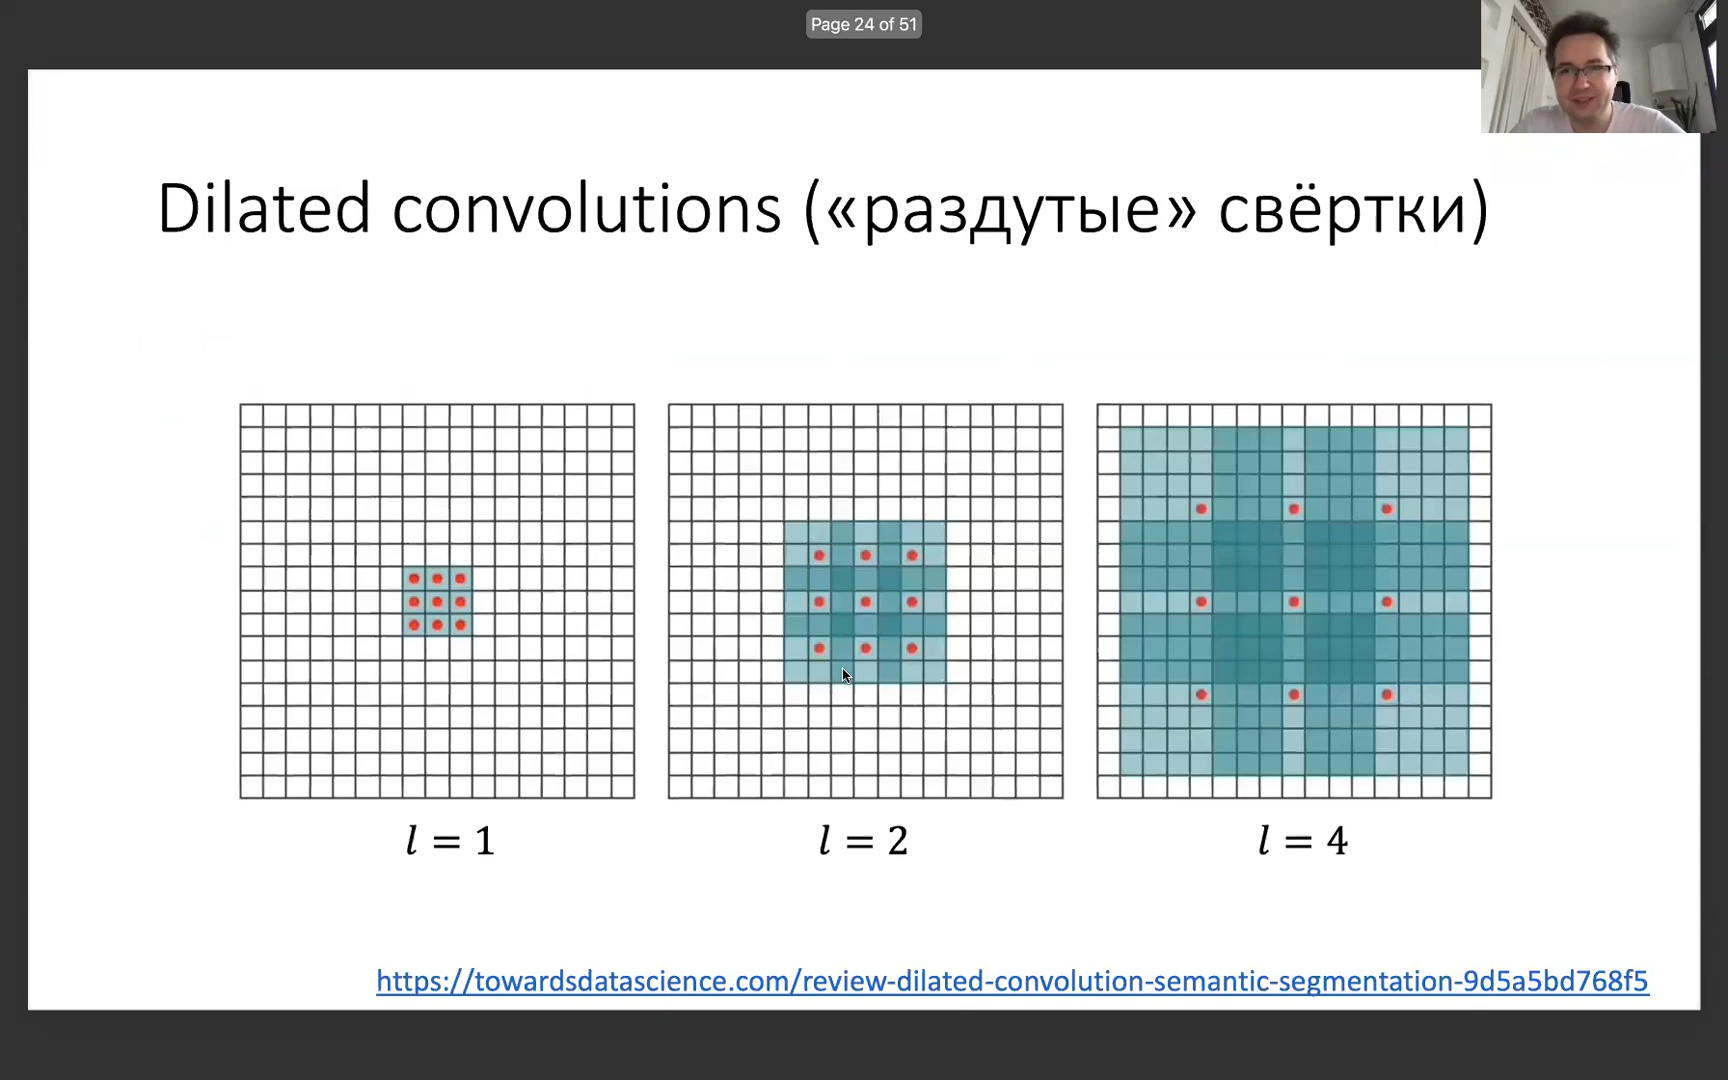 Page 24 of 51
Dilated convolutions («раздутые» свёртки)
l = 1
l = 2
l = 4
https://towardsdatascience.com/review-dilated-convolution-semantic-segmentation-9d5a5bd768f5